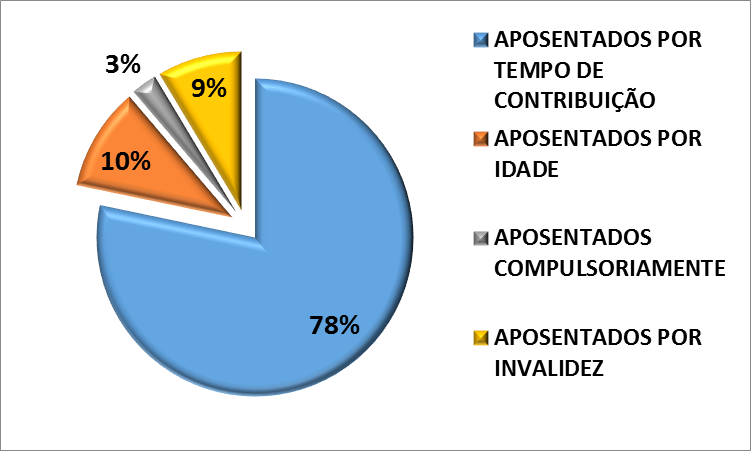 3%
9%
10%
78%
APOSENTADOS POR
TEMPO DE
CONTRIBUIÇÃO
APOSENTADOS POR
IDADE
APOSENTADOS
COMPULSORIAMENTE
APOSENTADOS POR
INVALIDEZ